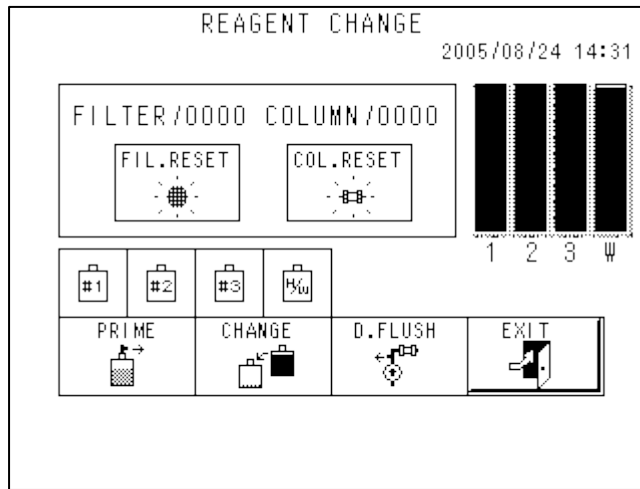 REAGENT CHANGE
2005/08/24 14:31
FILTER/0000 COLUMN/0000
FIL.RESET COL.RESET
1 2 3 W
#1 #2 #3 H/W
PRIME CHANGE D.FLUSH EXIT